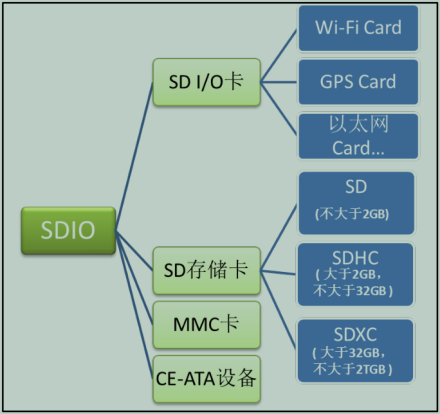 SDIO
SD I/O卡
Wi-Fi Card
GPS Card
以太网
Card...
SD存储卡
SD
(不大于2GB)
SDHC
( 大于2GB,
不大于32GB)
SDXC
( 大于32GB,
不大于2TGB)
MMC卡
CE-ATA设备